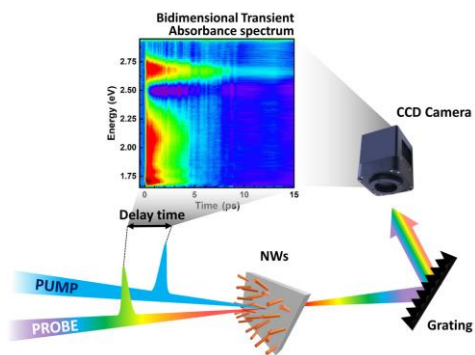 Bidimensional Transient
Absorbance spectrum
2.75
2.50
2.25
2.00
1.75
Energy (eV)
0
5
10
15
Time (ps)
CCD Camera
Delay time
NWs
PUMP
PROBE
Grating